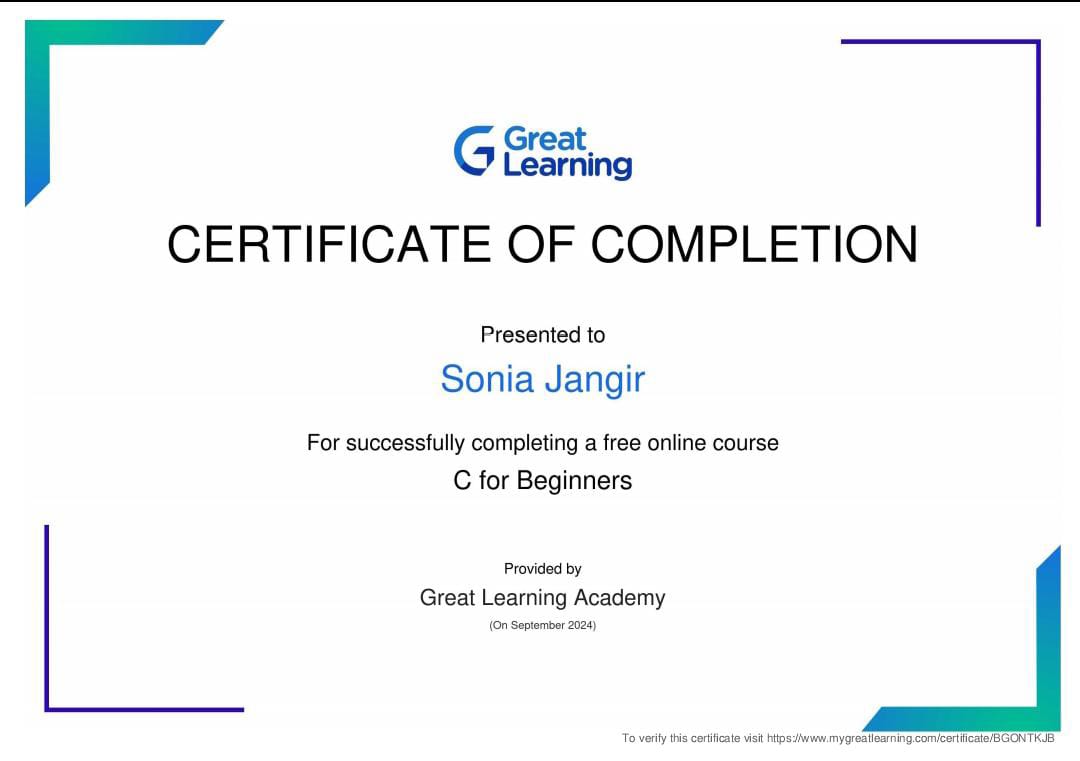 Great
Learning
CERTIFICATE OF COMPLETION
Presented to
Sonia Jangir
For successfully completing a free online course
C for Beginners
Provided by
Great Learning Academy
(On September 2024)
To verify this certificate visit https://www.mygreatlearning.com/certificate/BGONTKJB